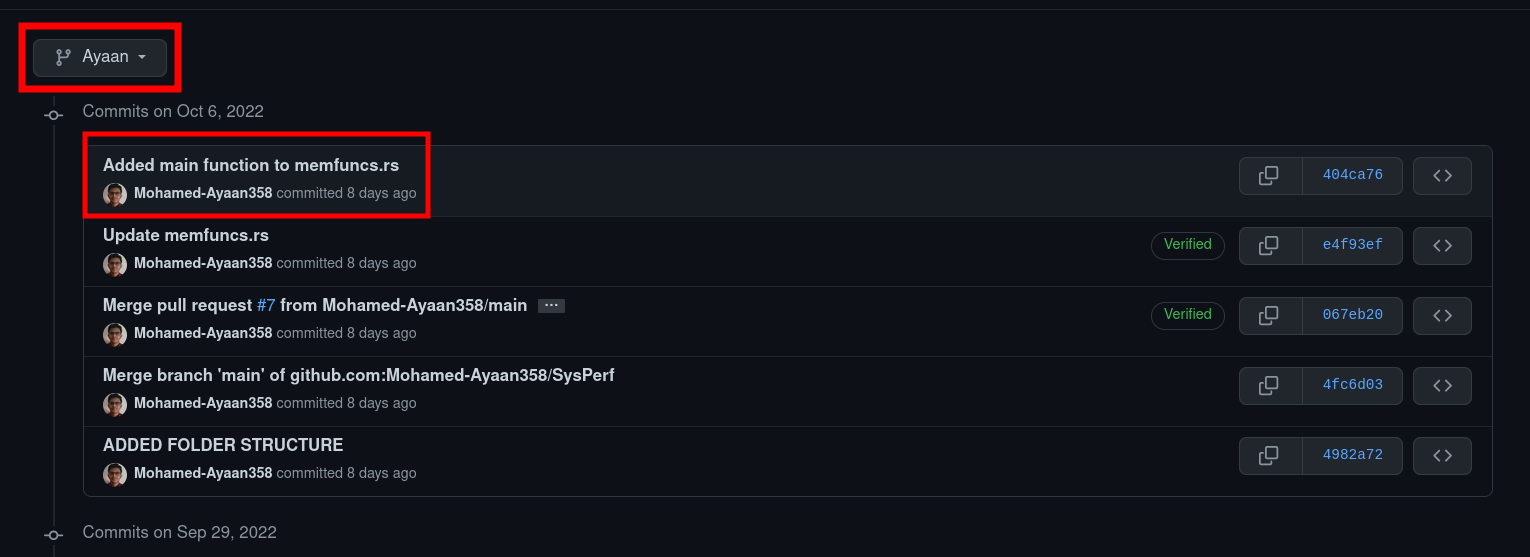 Ayaan
Commits on Oct 6, 2022
Added main function to memfuncs.rs
Mohamed-Ayaan358 committed 8 days ago
404ca76
Update memfuncs.rs
Mohamed-Ayaan358 committed 8 days ago
Verified
e4f93ef
Merge pull request #7 from Mohamed-Ayaan358/main ...
Mohamed-Ayaan358 committed 8 days ago
Verified
067eb20
Merge branch 'main' of github.com:Mohamed-Ayaan358/SysPerf
Mohamed-Ayaan358 committed 8 days ago
4fc6d03
ADDED FOLDER STRUCTURE
Mohamed-Ayaan358 committed 8 days ago
4982a72
Commits on Sep 29, 2022